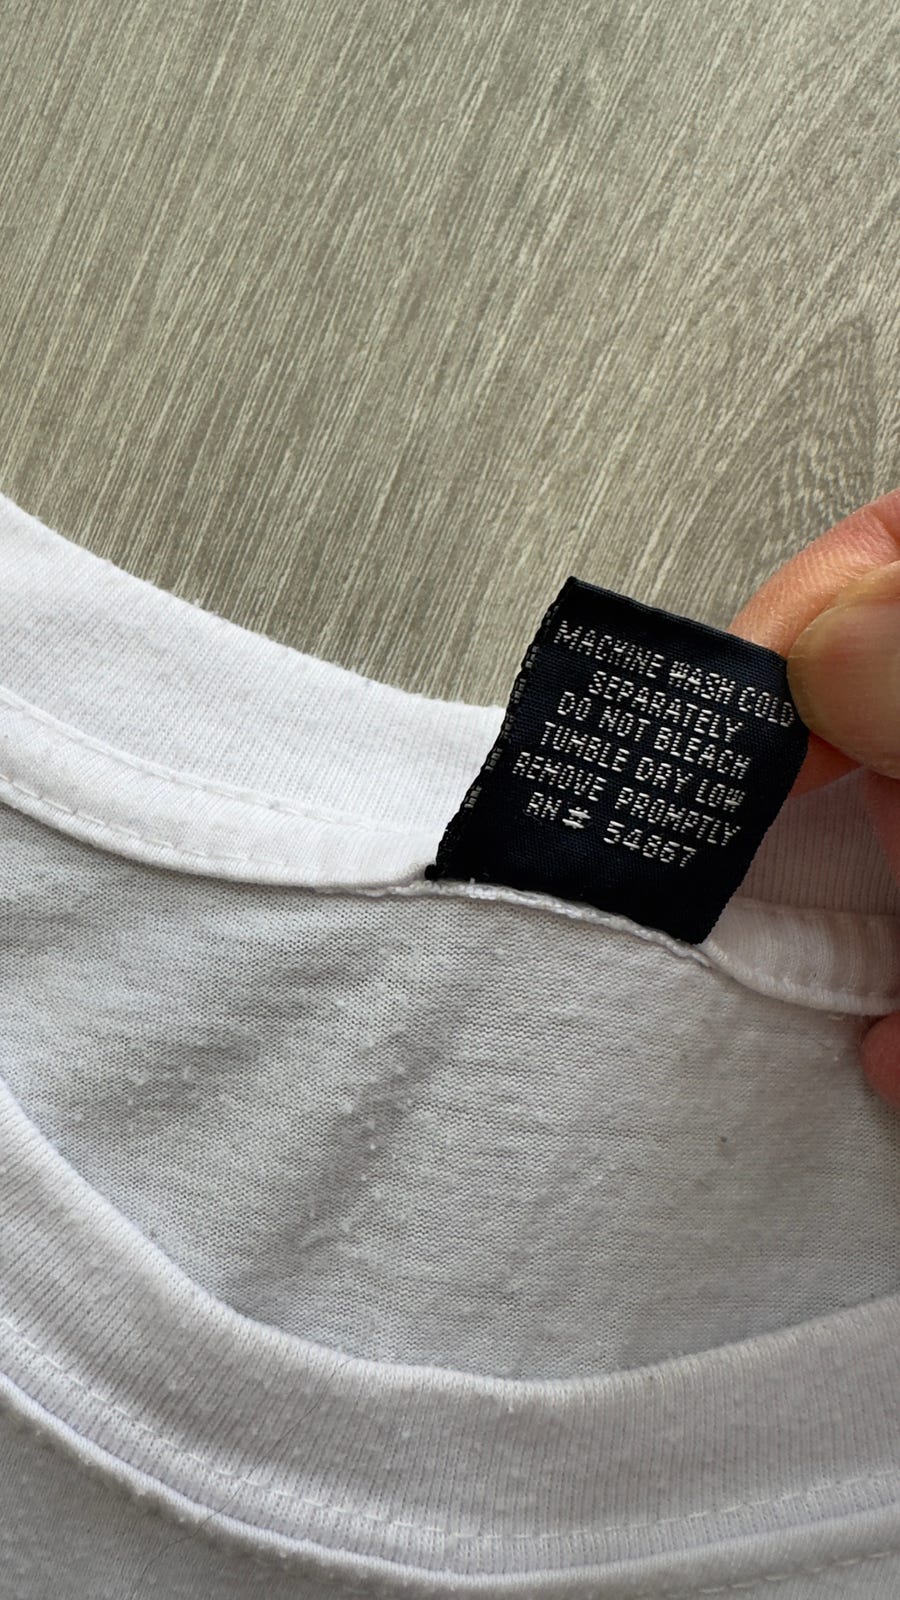 MACHINE WASH COLD
SEPARATELY
DO NOT BLEACH
TUMBLE DRY LOW
REMOVE PROMPTLY
RN # 54867